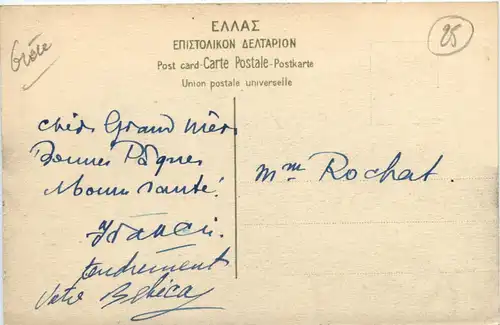 Grèce
ΕΛΛΑΣ
25
ΕΠΙΣΤΟΛΙΚΟΝ ΔΕΛΤΑΡΙΟΝ
Post card-Carte Postale-Postkarte
Union postale universelle
chère Grand Mère
Bonnes Pâques
Bonne santé!
Mme Rochat.
tendrement
Votre